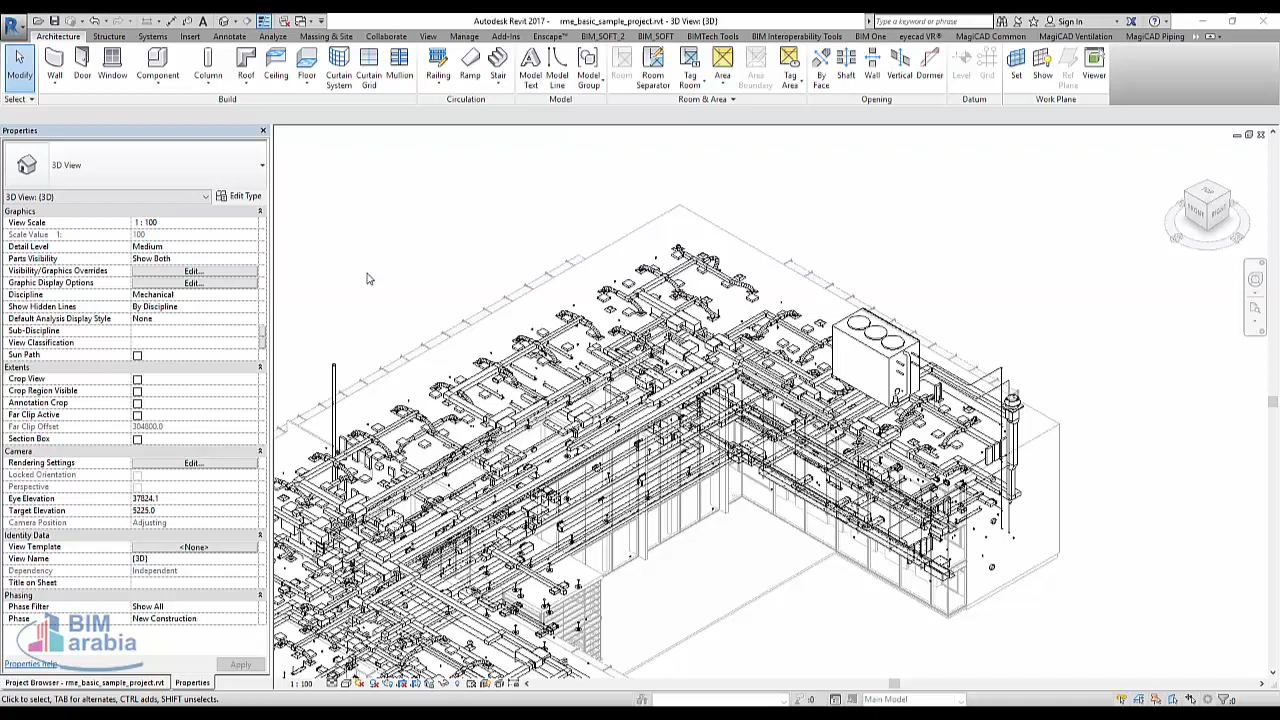 Autodesk Revit 2017 - rme_basic_sample_project.rvt - 3D View: {3D}
Type a keyword or phrase
Sign In
Architecture Structure Systems Insert Annotate Analyze Massing & Site Collaborate View Manage Add-Ins Enscape™ BIM_SOFT_2 BIM_SOFT BIMTech Tools BIM Interoperability Tools BIM One eyecad VR® MagiCAD Common MagiCAD Ventilation MagiCAD Piping
Modify Wall Door Window Component Column Roof Ceiling Floor Curtain System Curtain Grid Mullion Railing Ramp Stair Model Text Model Line Model Group Room Room Separator Tag Room Area Area Boundary Tag Area By Face Shaft Wall Vertical Dormer Level Grid Set Show Ref Plane Viewer
Select Build Circulation Model Room & Area Opening Datum Work Plane
Properties
3D View
3D View: {3D} Edit Type
Graphics
View Scale 1 : 100
Scale Value 1: 100
Detail Level Medium
Parts Visibility Show Both
Visibility/Graphics Overrides Edit...
Graphic Display Options Edit...
Discipline Mechanical
Show Hidden Lines By Discipline
Default Analysis Display Style None
Sub-Discipline
View Classification
Sun Path
Extents
Crop View
Crop Region Visible
Annotation Crop
Far Clip Active
Far Clip Offset 304800.0
Section Box
Camera
Rendering Settings Edit...
Locked Orientation
Perspective
Eye Elevation 37824.1
Target Elevation 5225.0
Camera Position Adjusting
Identity Data
View Template <None>
View Name {3D}
Dependency Independent
Title on Sheet
Phasing
Phase Filter Show All
Phase New Construction
BIM
arabia
Properties help Apply
Project Browser - rme_basic_sample_project.rvt Properties
TOP
FRONT RIGHT
1 : 100
Click to select, TAB for alternates, CTRL adds, SHIFT unselects.
:0 Main Model :0